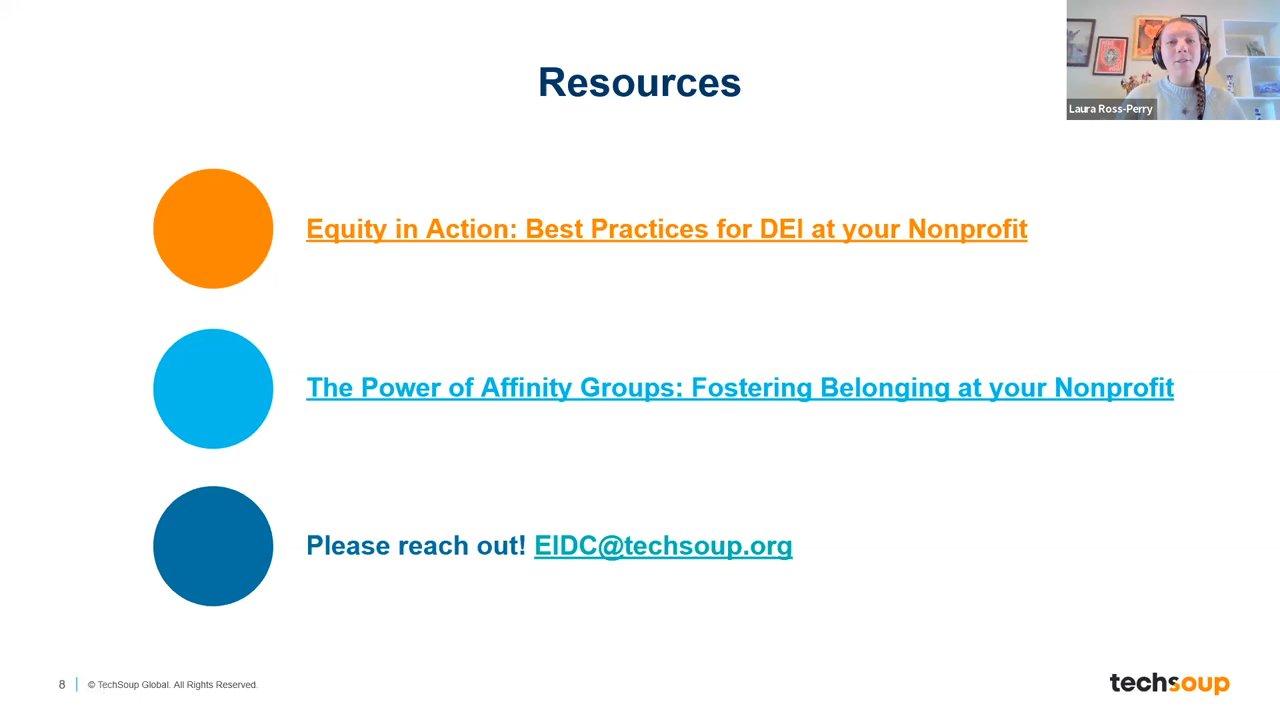 Laura Ross-Perry
Resources
Equity in Action: Best Practices for DEI at your Nonprofit
The Power of Affinity Groups: Fostering Belonging at your Nonprofit
Please reach out! EIDC@techsoup.org
8
© TechSoup Global. All Rights Reserved.
techsoup